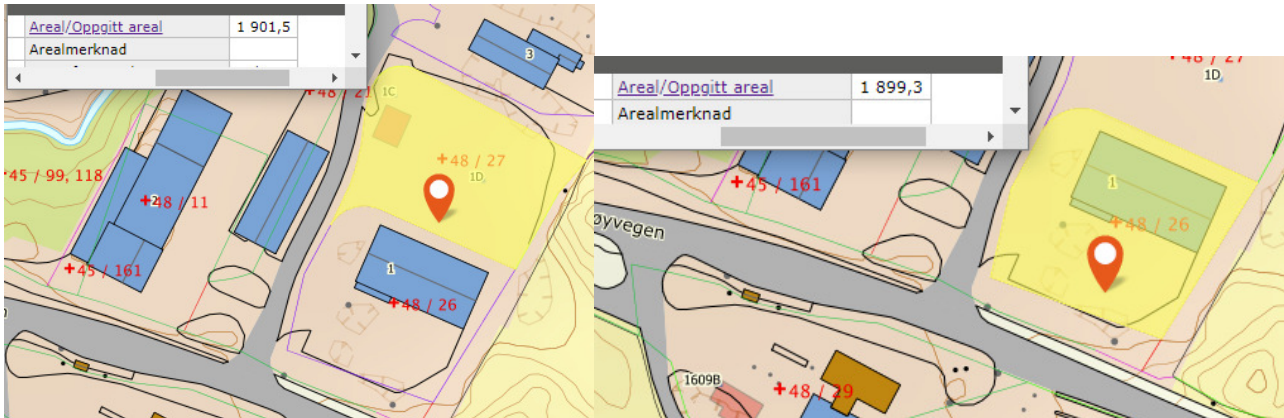 Areal/Oppgitt areal 1 901,5
Arealmerknad
3
48 / 21
1C
+48 / 27
1D
45 / 99, 118
2
+48 / 11
+45 / 161
1
+48 / 26
Areal/Oppgitt areal 1 899,3
Arealmerknad
+48 / 27
1D
+45 / 161
1
øyvegen
+48 / 26
1609B
+48 / 29